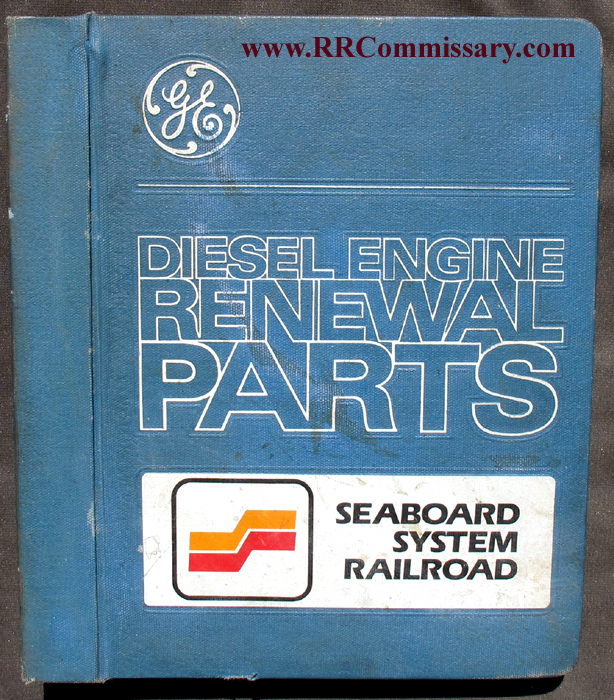 www.RRCommissary.com
GE
DIESEL ENGINE
RENEWAL
PARTS
SEABOARD
SYSTEM
RAILROAD